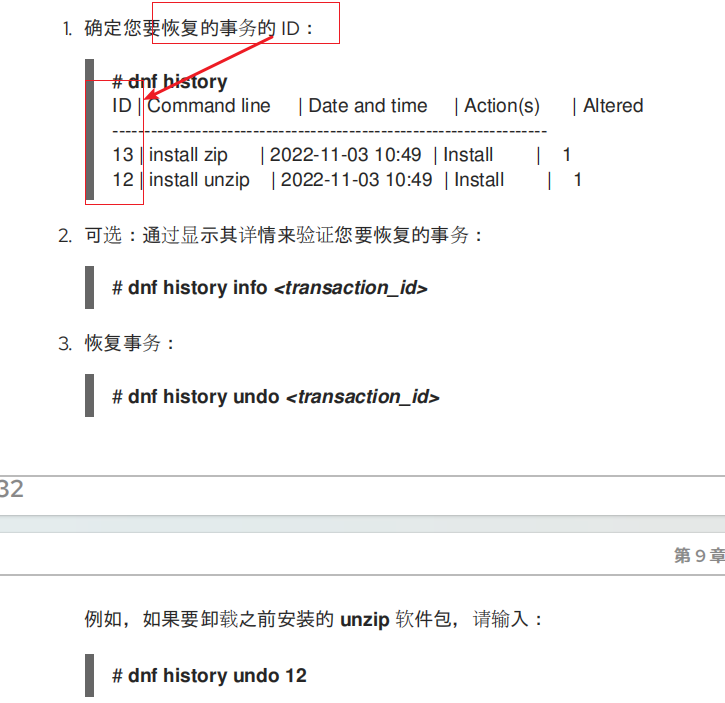 1. 确定您要恢复的事务的 ID：
# dnf history
ID | Command line | Date and time | Action(s) | Altered
--------------------------------------------------------------------
13 | install zip | 2022-11-03 10:49 | Install | 1
12 | install unzip | 2022-11-03 10:49 | Install | 1
2. 可选：通过显示其详情来验证您要恢复的事务：
# dnf history info <transaction_id>
3. 恢复事务：
# dnf history undo <transaction_id>
32
第 9 章
例如，如果要卸载之前安装的 unzip 软件包，请输入：
# dnf history undo 12